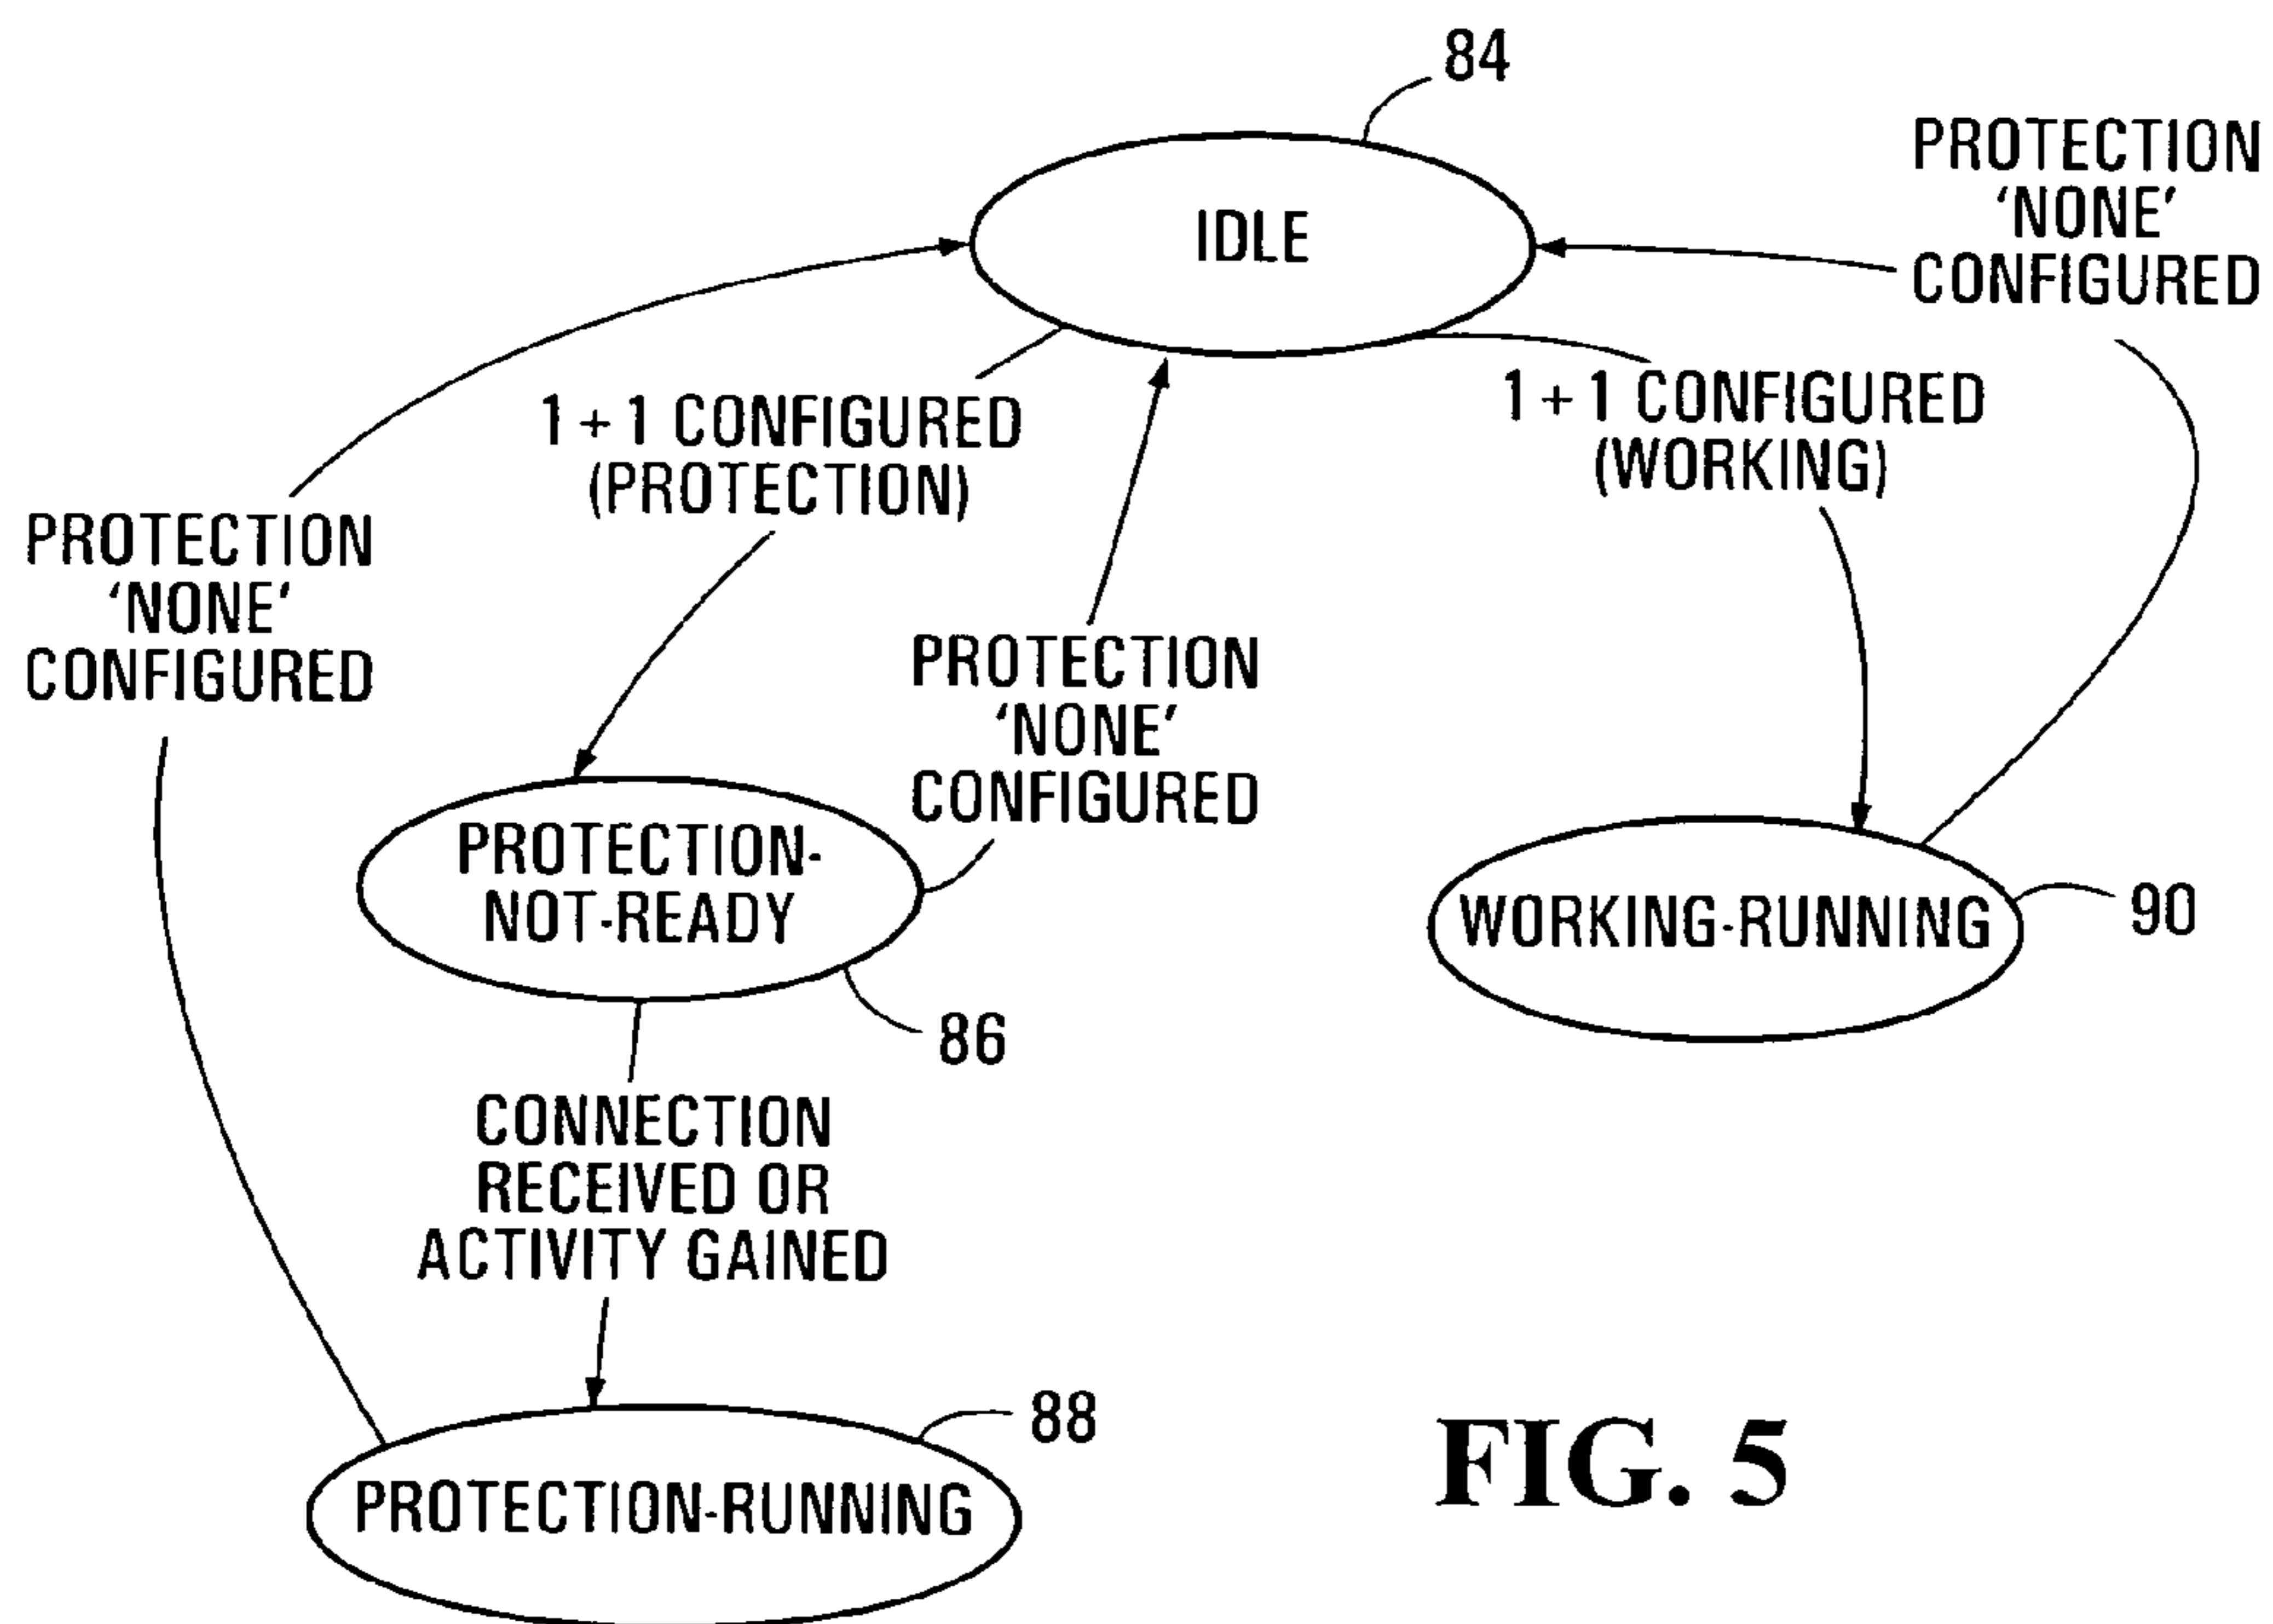 84
IDLE
PROTECTION
'NONE'
CONFIGURED
1 + 1 CONFIGURED
(PROTECTION)
1 + 1 CONFIGURED
(WORKING)
PROTECTION
'NONE'
CONFIGURED
PROTECTION
'NONE'
CONFIGURED
PROTECTION-
NOT-READY
86
WORKING-RUNNING
90
CONNECTION
RECEIVED OR
ACTIVITY GAINED
88
PROTECTION-RUNNING
FIG. 5